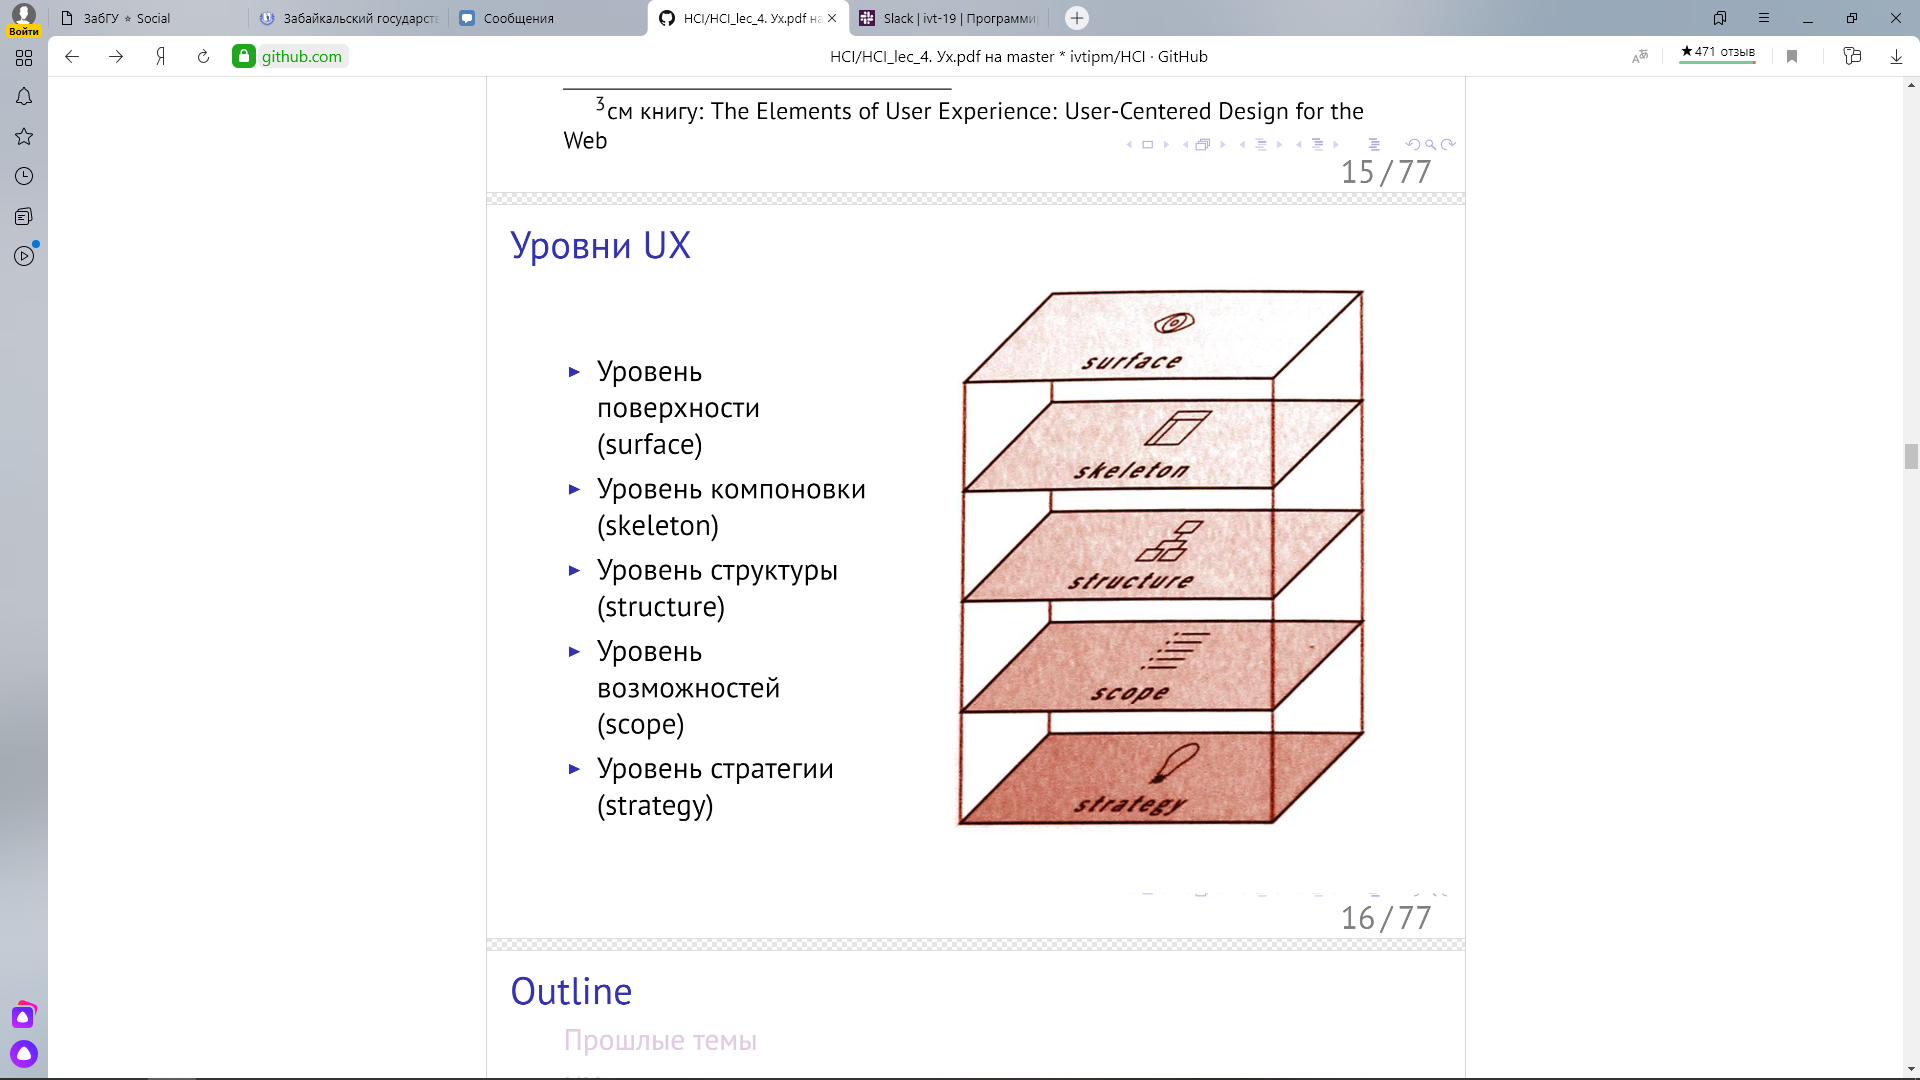 ЗабГУ ⭐ Social
Забайкальский государств
Сообщения
HCI/HCI_lec_4. Ух.pdf на
Slack | ivt-19 | Программи
Войти
github.com
HCI/HCI_lec_4. Ух.pdf на master * ivtipm/HCI · GitHub
★471 отзыв
3см книгу: The Elements of User Experience: User-Centered Design for the
Web
15/77
Уровни UX
Уровень
поверхности
(surface)
Уровень компоновки
(skeleton)
Уровень структуры
(structure)
Уровень
возможностей
(scope)
Уровень стратегии
(strategy)
surface
skeleton
structure
scope
strategy
16/77
Outline
Прошлые темы